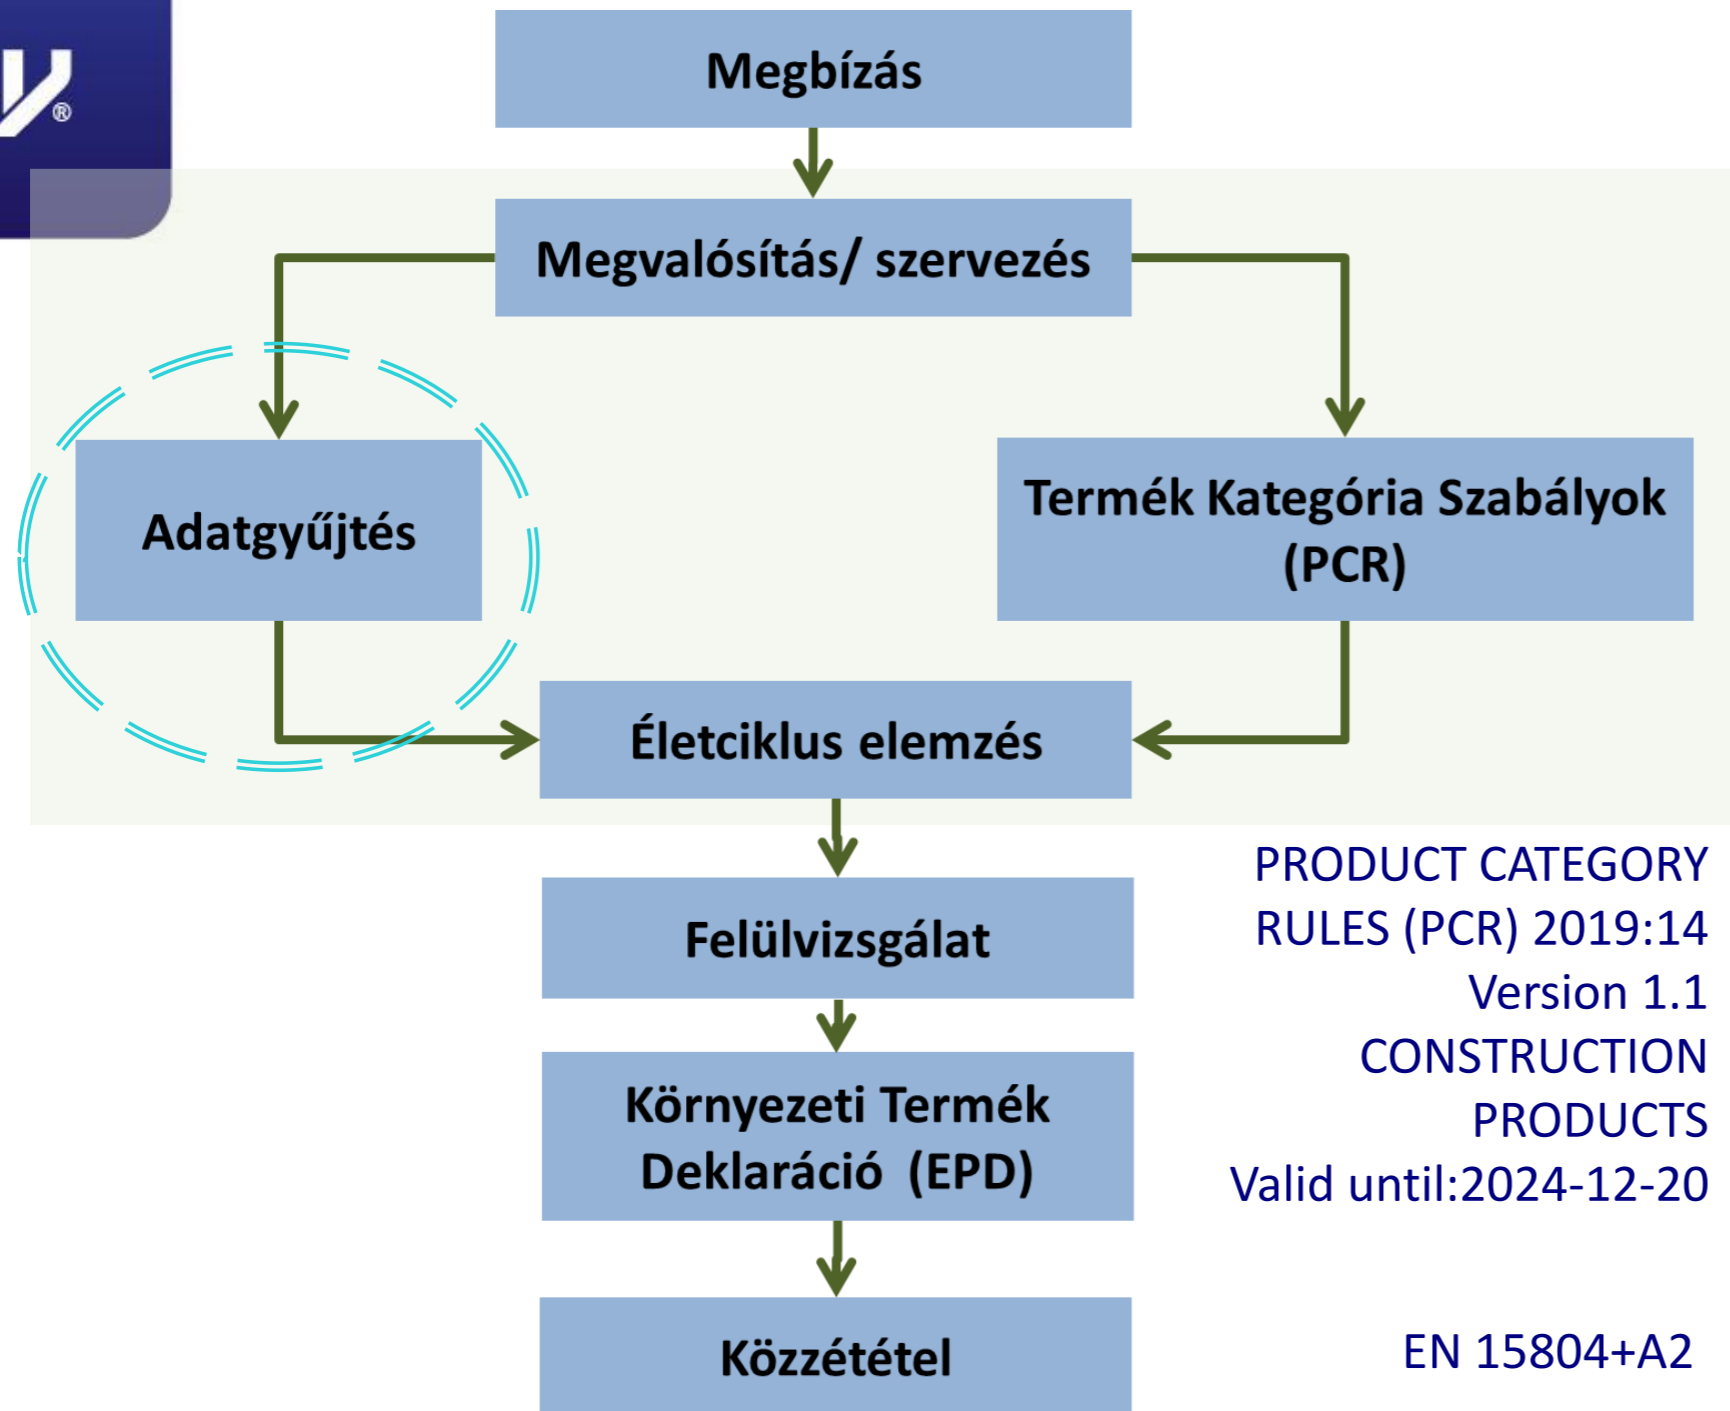 Megbízás
Megvalósítás/ szervezés
Adatgyűjtés
Termék Kategória Szabályok
(PCR)
Életciklus elemzés
Felülvizsgálat
Környezeti Termék
Deklaráció (EPD)
Közzététel
PRODUCT CATEGORY
RULES (PCR) 2019:14
Version 1.1
CONSTRUCTION
PRODUCTS
Valid until:2024-12-20
EN 15804+A2